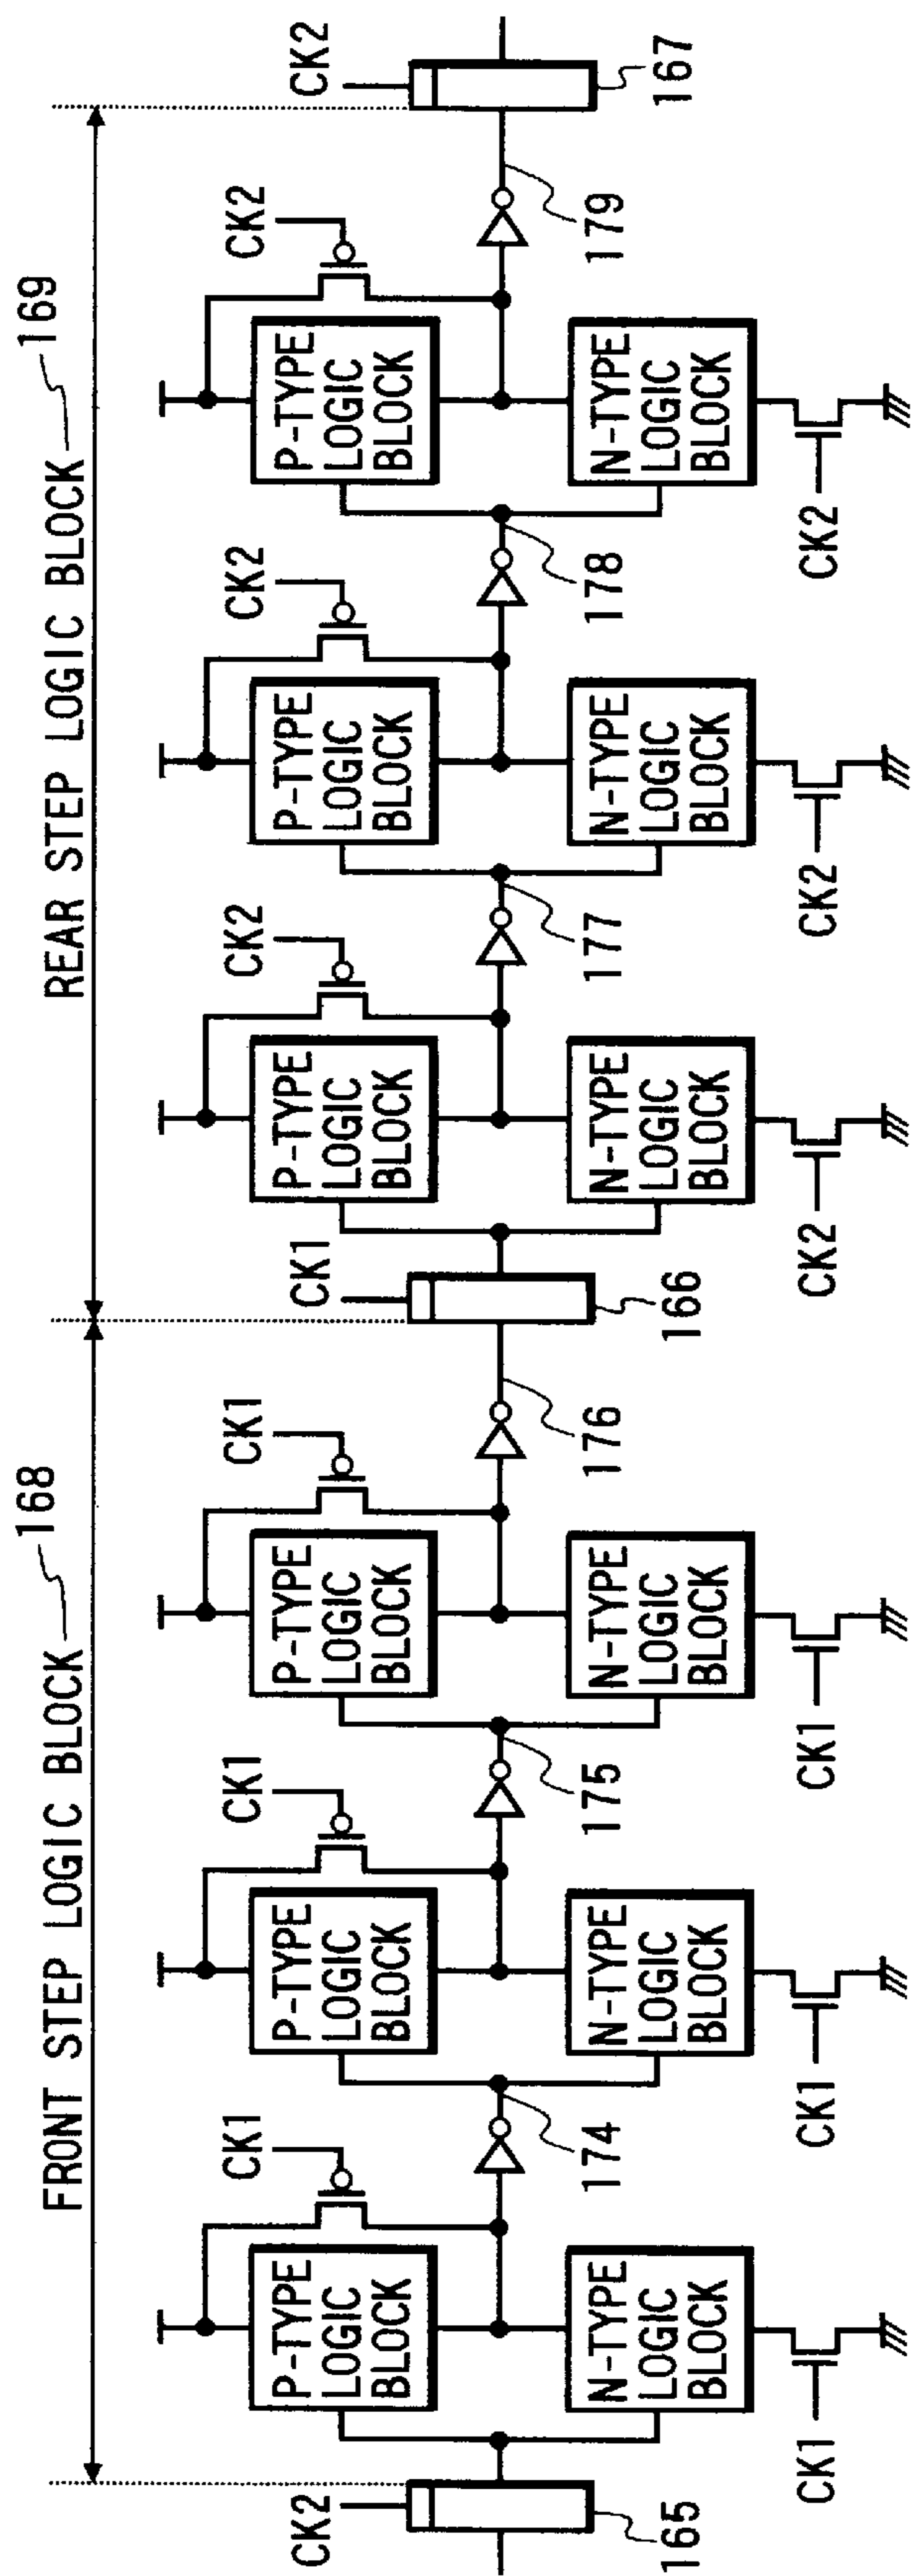 FRONT STEP LOGIC BLOCK 168
REAR STEP LOGIC BLOCK 169
CK2
CK1
CK1
CK1
CK1
CK2
CK2
CK2
CK2
P-TYPE
LOGIC
BLOCK
P-TYPE
LOGIC
BLOCK
P-TYPE
LOGIC
BLOCK
P-TYPE
LOGIC
BLOCK
P-TYPE
LOGIC
BLOCK
P-TYPE
LOGIC
BLOCK
165
174
175
176
166
177
178
179
167
N-TYPE
LOGIC
BLOCK
N-TYPE
LOGIC
BLOCK
N-TYPE
LOGIC
BLOCK
N-TYPE
LOGIC
BLOCK
N-TYPE
LOGIC
BLOCK
N-TYPE
LOGIC
BLOCK
CK1
CK1
CK1
CK2
CK2
CK2